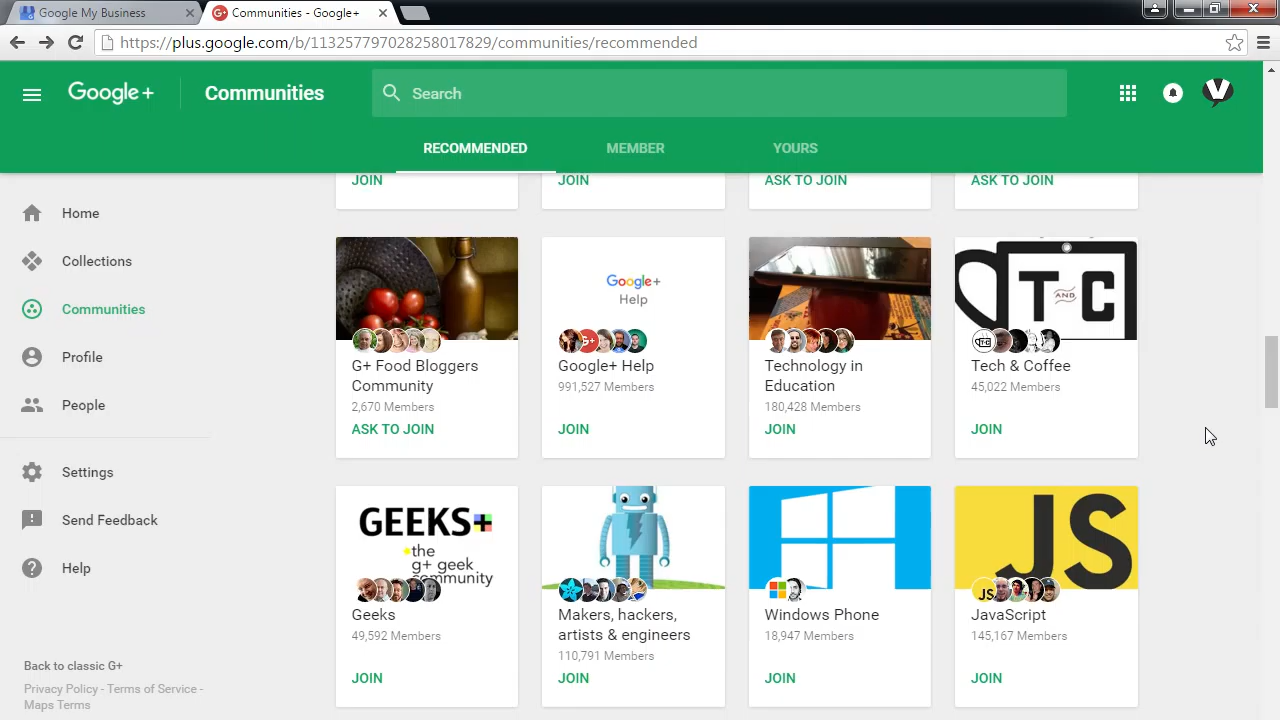 Google My Business
Communities - Google+
https://plus.google.com/b/113257797028258017829/communities/recommended
Google+
Communities
Search
RECOMMENDED
MEMBER
YOURS
JOIN
JOIN
ASK TO JOIN
ASK TO JOIN
Home
Collections
Communities
Profile
People
Settings
Send Feedback
Help
Back to classic G+
Privacy Policy - Terms of Service -
Maps Terms
G+ Food Bloggers
Community
2,670 Members
ASK TO JOIN
Google+
Help
Google+ Help
991,527 Members
JOIN
Technology in
Education
180,428 Members
JOIN
T AND C
Tech & Coffee
45,022 Members
JOIN
GEEKS+
the
g+ geek
community
Geeks
49,592 Members
JOIN
Makers, hackers,
artists & engineers
110,791 Members
JOIN
Windows Phone
18,947 Members
JOIN
JS
JS
JavaScript
145,167 Members
JOIN